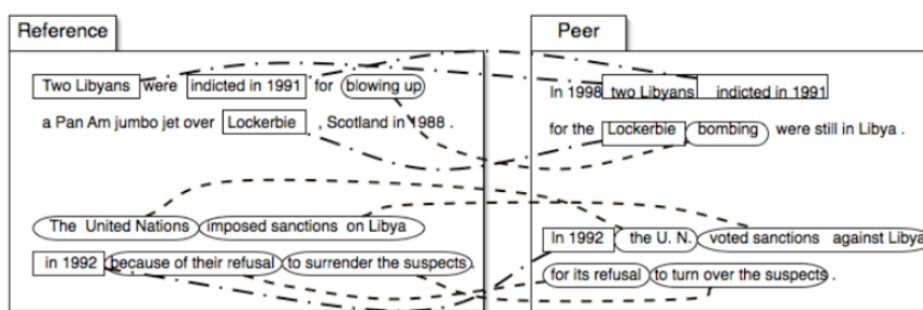 Reference
Two Libyans were indicted in 1991 for blowing up
a Pan Am jumbo jet over Lockerbie , Scotland in 1988 .
The United Nations imposed sanctions on Libya
in 1992 because of their refusal to surrender the suspects .
Peer
In 1998 two Libyans indicted in 1991
for the Lockerbie bombing were still in Libya .
In 1992 the U. N. voted sanctions against Libya
for its refusal to turn over the suspects .